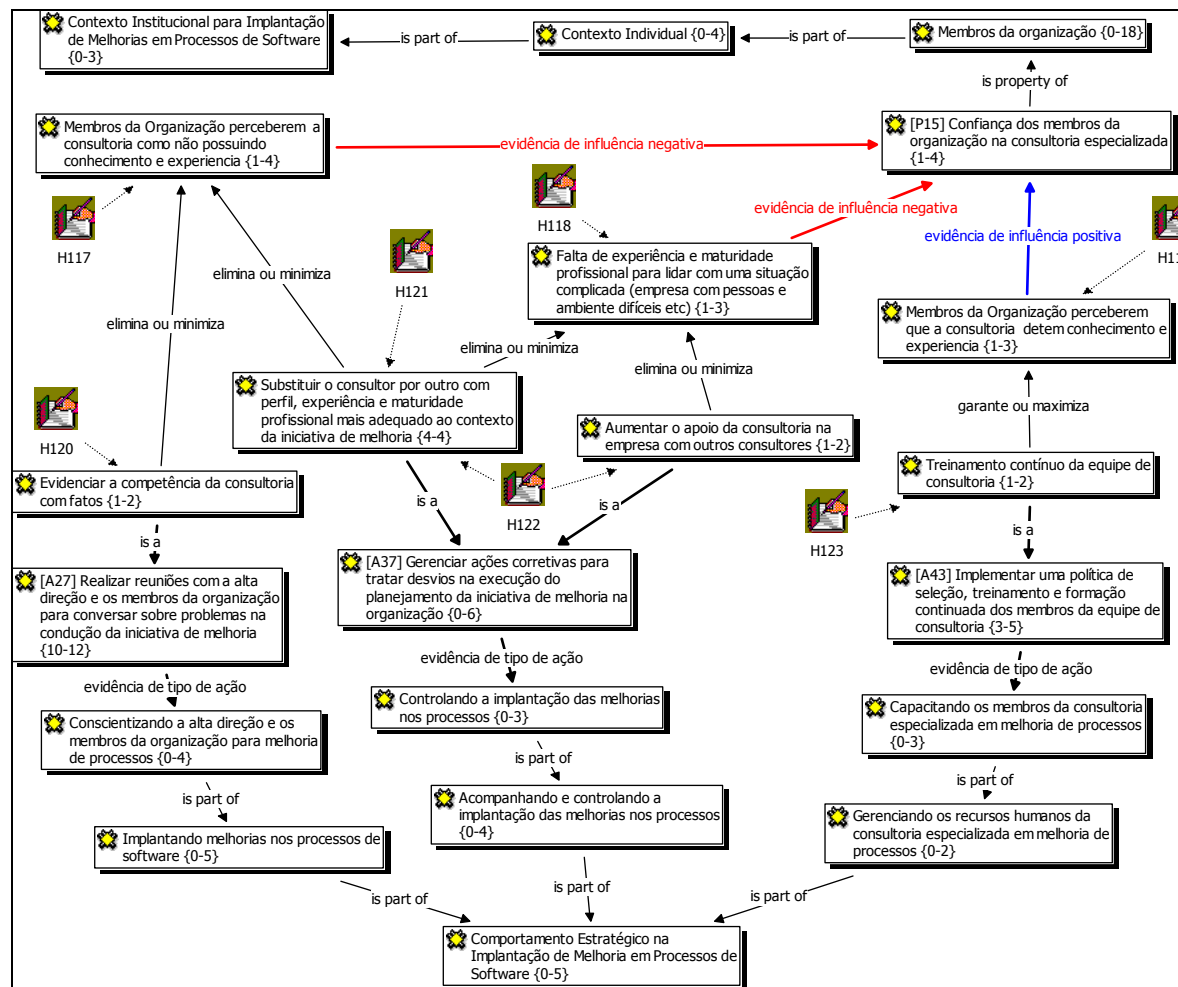 Contexto Institucional para Implantação
de Melhorias em Processos de Software
{0-3}
is part of
Contexto Individual {0-4}
is part of
Membros da organização {0-18}
is property of
Membros da Organização perceberem a
consultoria como não possuindo
conhecimento e experiencia {1-4}
evidência de influência negativa
[P15] Confiança dos membros da
organização na consultoria especializada
{1-4}
H117
H118
evidência de influência negativa
evidência de influência positiva
H121
elimina ou minimiza
Falta de experiência e maturidade
profissional para lidar com uma situação
complicada (empresa com pessoas e
ambiente difíceis etc) {1-3}
Membros da Organização perceberem
que a consultoria detem conhecimento e
experiencia {1-3}
elimina ou minimiza
elimina ou minimiza
elimina ou minimiza
Substituir o consultor por outro com
perfil, experiência e maturidade
profissional mais adequado ao contexto
da iniciativa de melhoria {4-4}
Aumentar o apoio da consultoria na
empresa com outros consultores {1-2}
garante ou maximiza
H120
Evidenciar a competência da consultoria
com fatos {1-2}
H122
Treinamento contínuo da equipe de
consultoria {1-2}
H123
is a
is a
is a
is a
[A27] Realizar reuniões com a alta
direção e os membros da organização
para conversar sobre problemas na
condução da iniciativa de melhoria
{10-12}
[A37] Gerenciar ações corretivas para
tratar desvios na execução do
planejamento da iniciativa de melhoria na
organização {0-6}
[A43] Implementar uma política de
seleção, treinamento e formação
continuada dos membros da equipe de
consultoria {3-5}
evidência de tipo de ação
evidência de tipo de ação
evidência de tipo de ação
Conscientizando a alta direção e os
membros da organização para melhoria
de processos {0-4}
Controlando a implantação das melhorias
nos processos {0-3}
Capacitando os membros da consultoria
especializada em melhoria de processos
{0-3}
is part of
is part of
is part of
Implantando melhorias nos processos de
software {0-5}
Acompanhando e controlando a
implantação das melhorias nos processos
{0-4}
Gerenciando os recursos humanos da
consultoria especializada em melhoria de
processos {0-2}
is part of
is part of
is part of
Comportamento Estratégico na
Implantação de Melhoria em Processos de
Software {0-5}